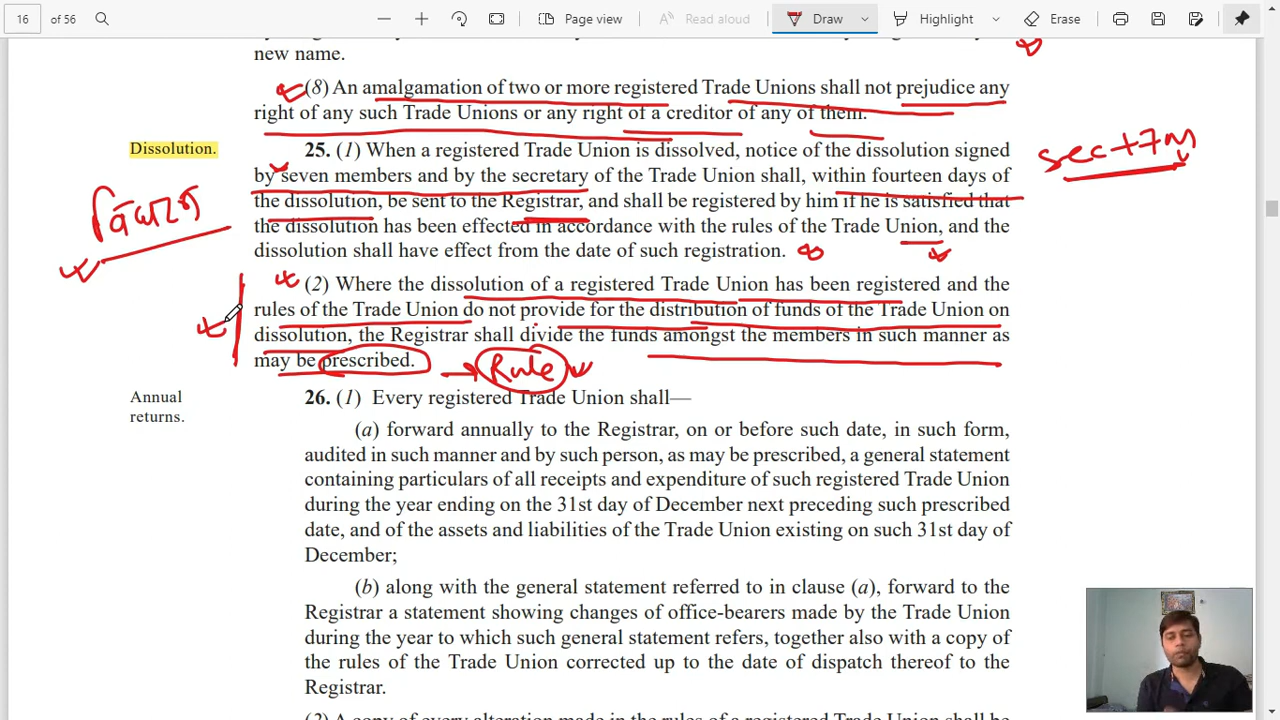 16 of 56 Page view Read aloud Draw Highlight Erase
new name.
(8) An amalgamation of two or more registered Trade Unions shall not prejudice any
right of any such Trade Unions or any right of a creditor of any of them.
Dissolution.
25. (1) When a registered Trade Union is dissolved, notice of the dissolution signed
by seven members and by the secretary of the Trade Union shall, within fourteen days of
the dissolution, be sent to the Registrar, and shall be registered by him if he is satisfied that
the dissolution has been effected in accordance with the rules of the Trade Union, and the
dissolution shall have effect from the date of such registration.
sec + 7 m
(2) Where the dissolution of a registered Trade Union has been registered and the
rules of the Trade Union do not provide for the distribution of funds of the Trade Union on
dissolution, the Registrar shall divide the funds amongst the members in such manner as
may be prescribed. → Rule
Annual
returns.
26. (1) Every registered Trade Union shall—
(a) forward annually to the Registrar, on or before such date, in such form,
audited in such manner and by such person, as may be prescribed, a general statement
containing particulars of all receipts and expenditure of such registered Trade Union
during the year ending on the 31st day of December next preceding such prescribed
date, and of the assets and liabilities of the Trade Union existing on such 31st day of
December;
(b) along with the general statement referred to in clause (a), forward to the
Registrar a statement showing changes of office-bearers made by the Trade Union
during the year to which such general statement refers, together also with a copy of
the rules of the Trade Union corrected up to the date of dispatch thereof to the
Registrar.